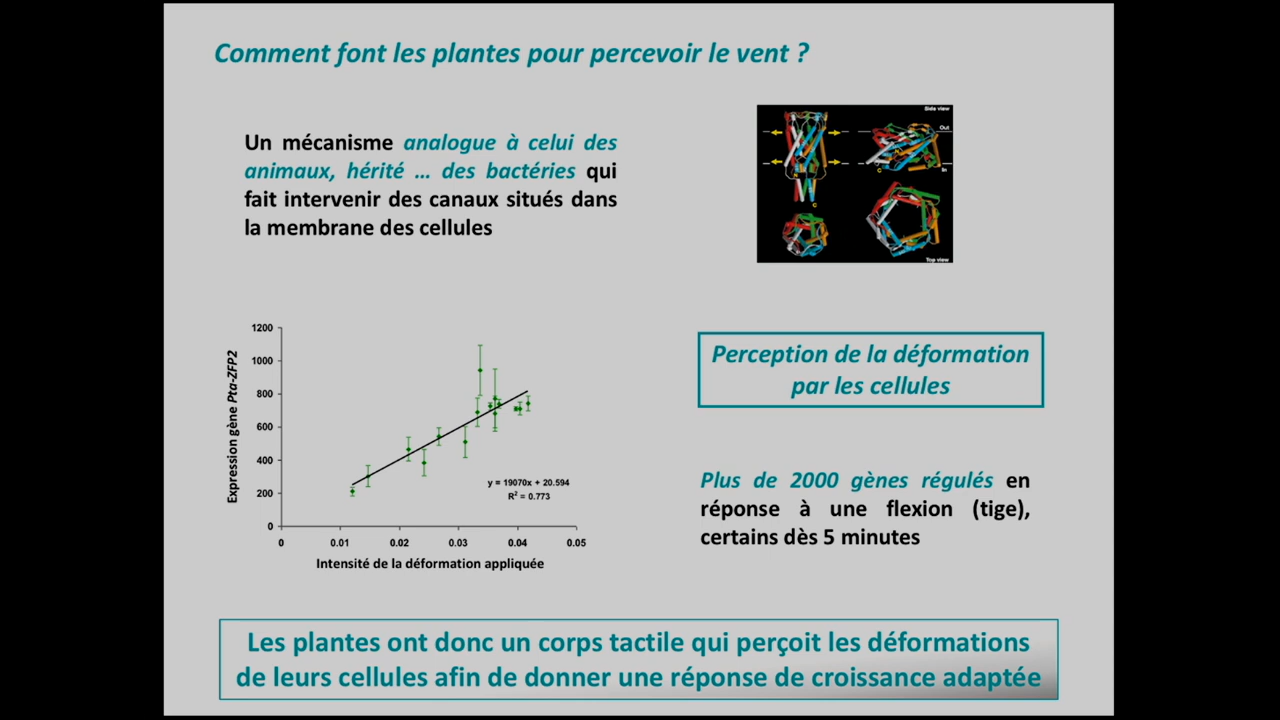 Comment font les plantes pour percevoir le vent ?
Un mécanisme analogue à celui des
animaux, hérité ... des bactéries qui
fait intervenir des canaux situés dans
la membrane des cellules
Side view
Out
In
N
C
C
Top view
Expression gène Pta-ZFP2
1200
1000
800
600
400
200
0
0 0.01 0.02 0.03 0.04 0.05
y = 19070x + 20.594
R² = 0.773
Intensité de la déformation appliquée
Perception de la déformation
par les cellules
Plus de 2000 gènes régulés en
réponse à une flexion (tige),
certains dès 5 minutes
Les plantes ont donc un corps tactile qui perçoit les déformations
de leurs cellules afin de donner une réponse de croissance adaptée